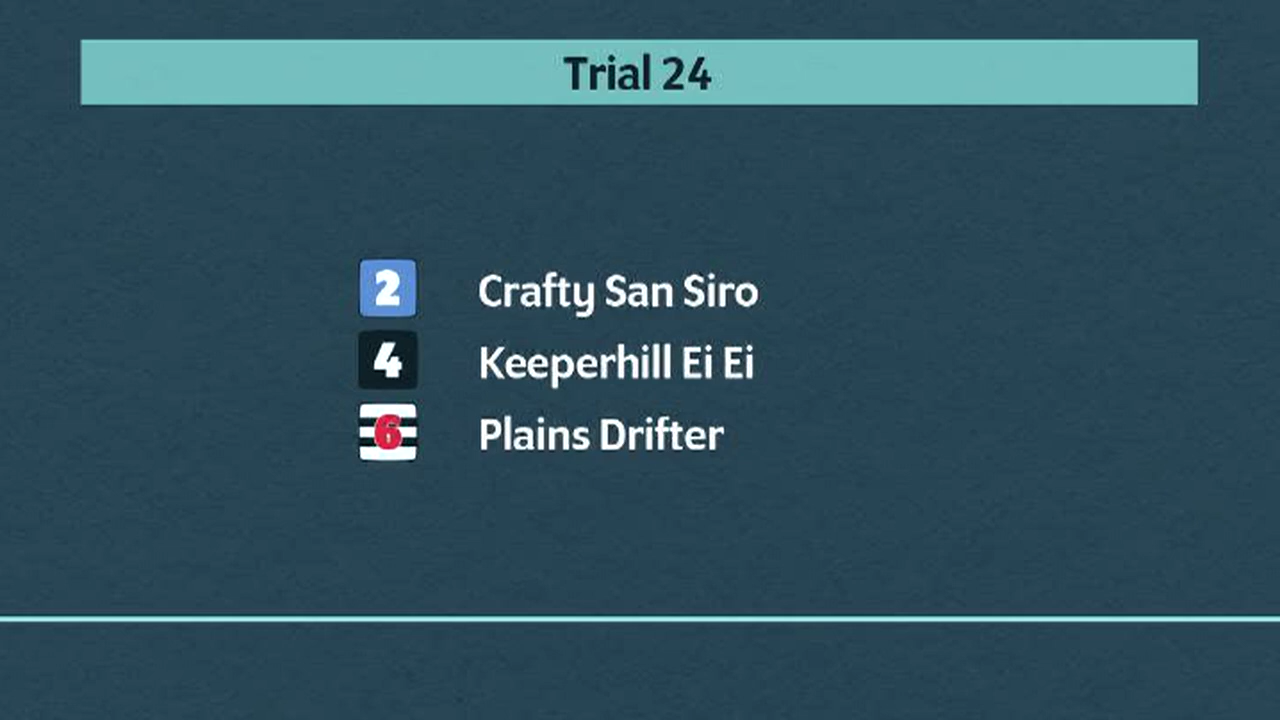 Trial 24
2 Crafty San Siro
4 Keeperhill Ei Ei
6 Plains Drifter